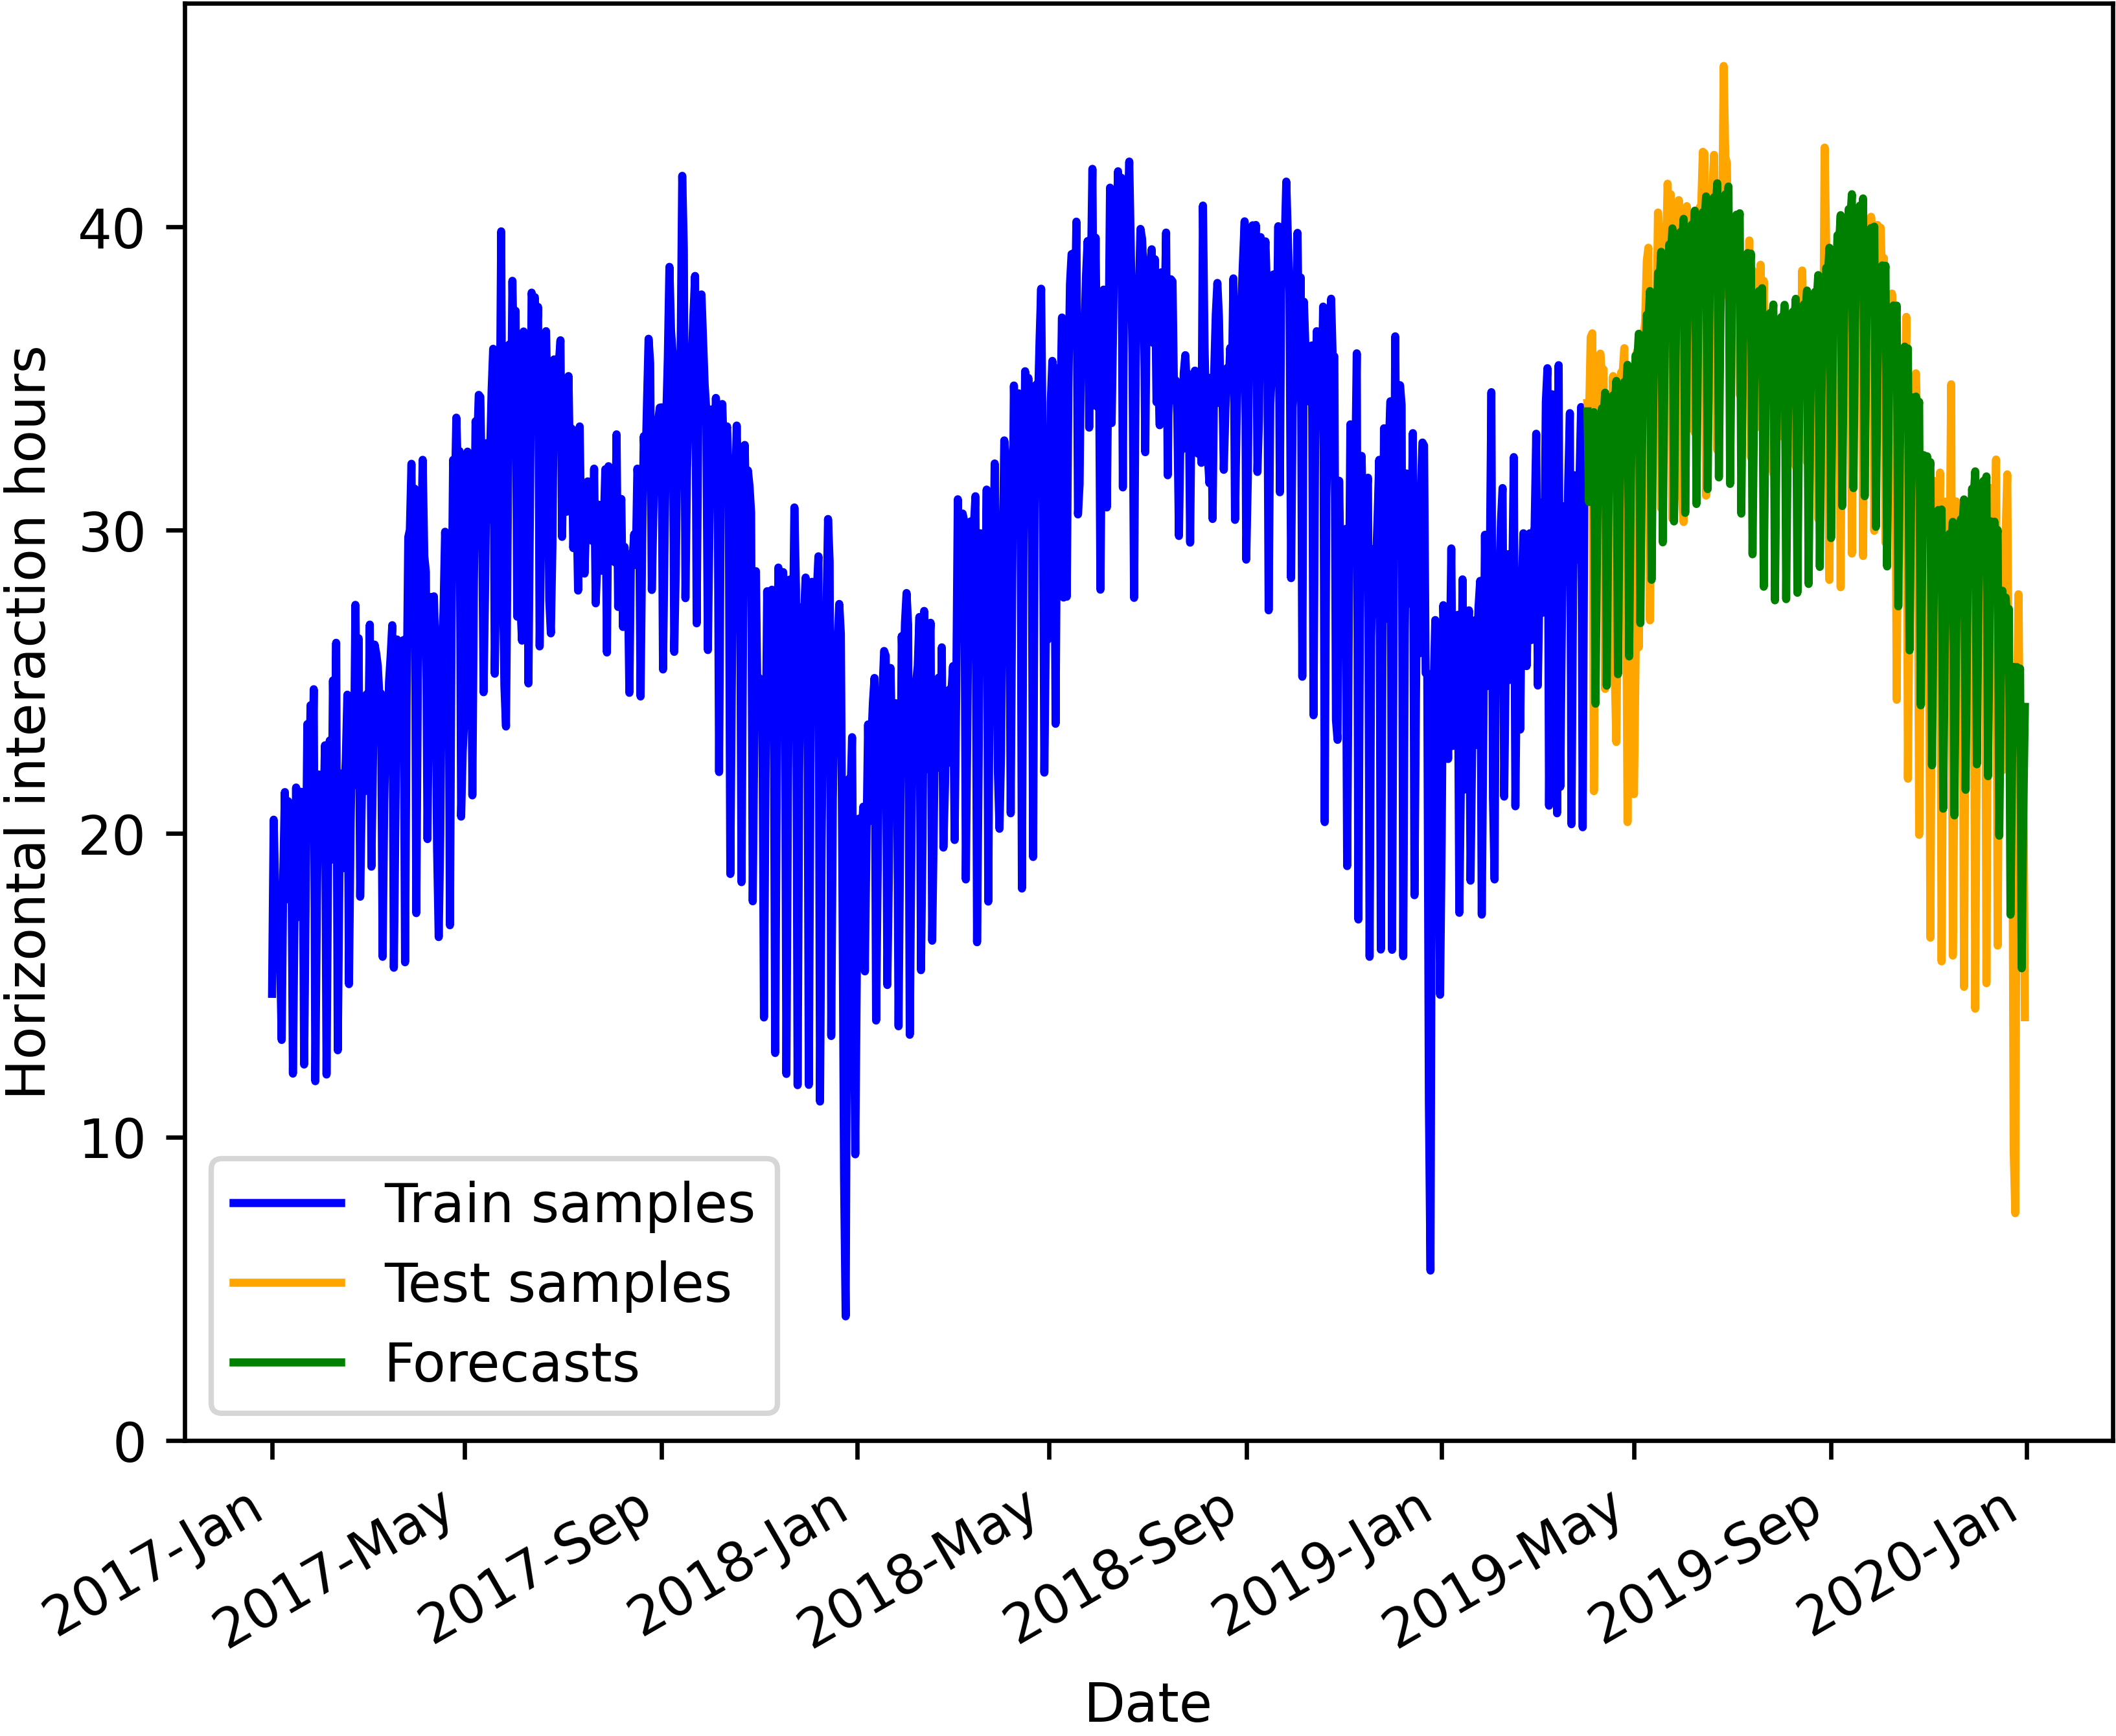 Horizontal interaction hours
40
30
20
10
0
Train samples
Test samples
Forecasts
2017-Jan
2017-May
2017-Sep
2018-Jan
2018-May
2018-Sep
2019-Jan
2019-May
2019-Sep
2020-Jan
Date